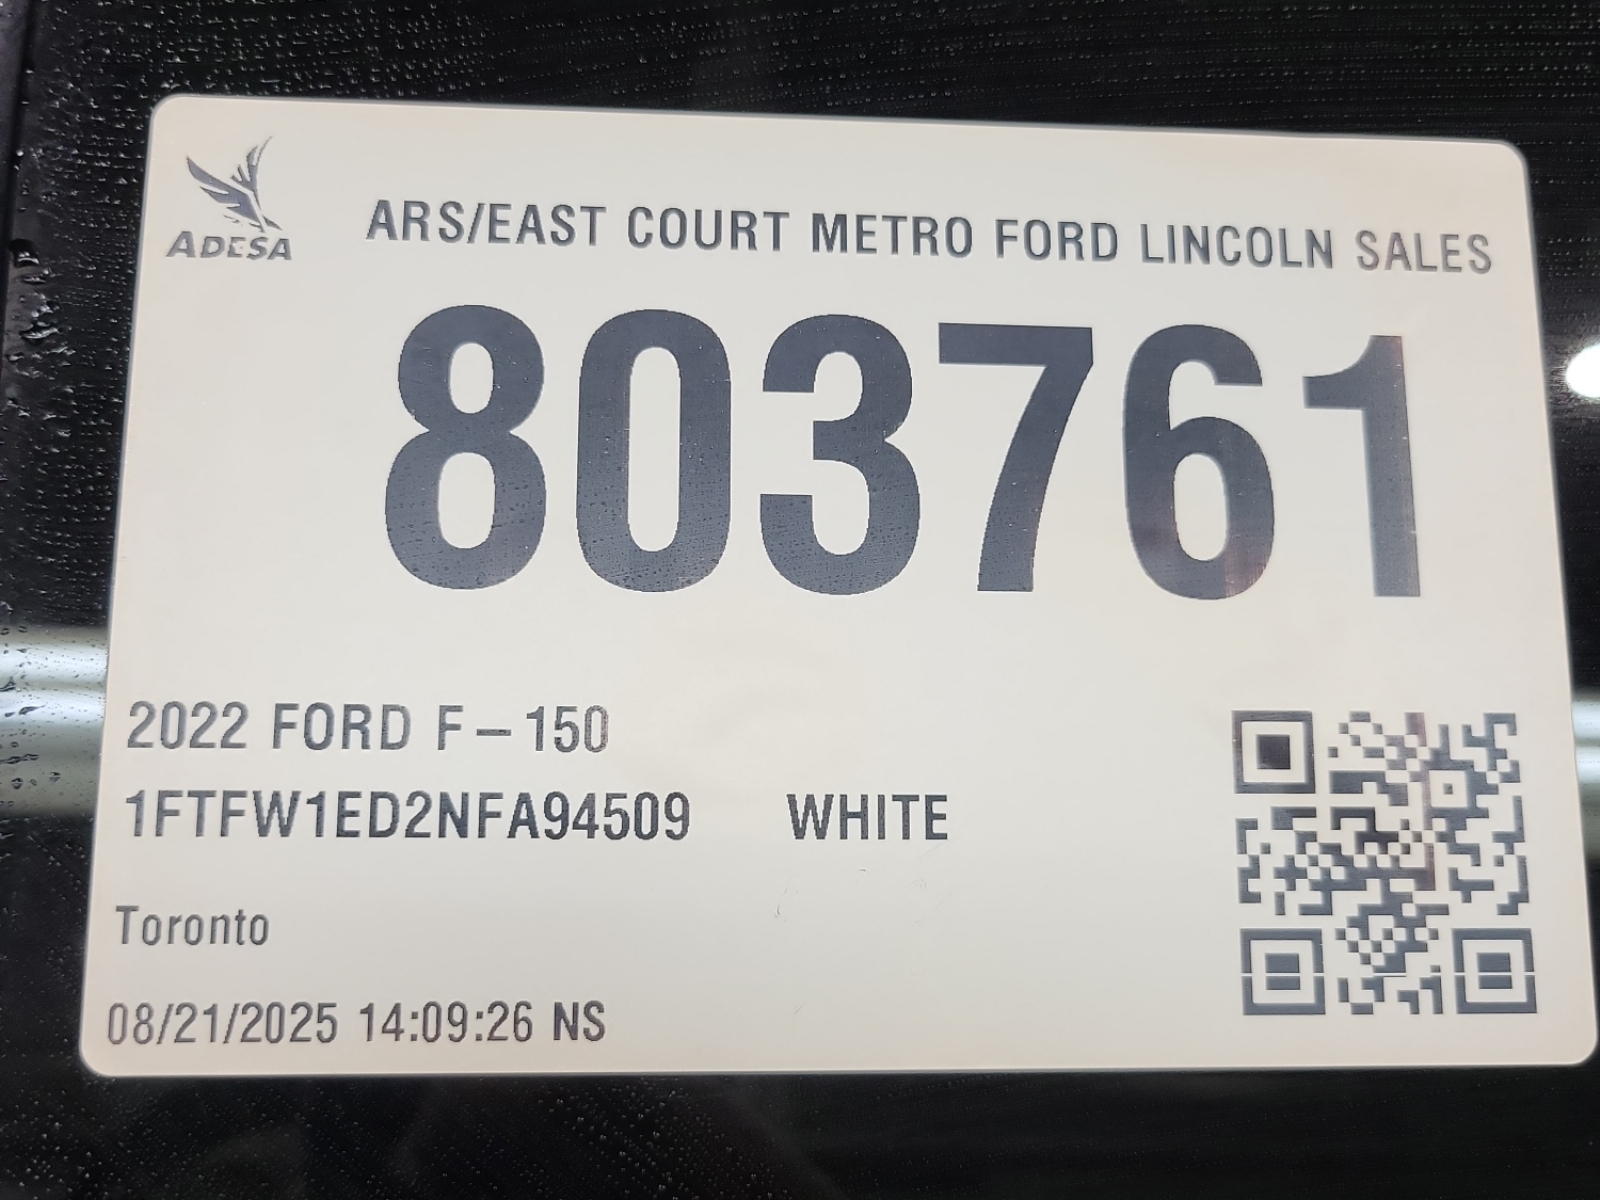 ADESA
ARS/EAST COURT METRO FORD LINCOLN SALES
803761
2022 FORD F-150
1FTFW1ED2NFA94509 WHITE
Toronto
08/21/2025 14:09:26 NS